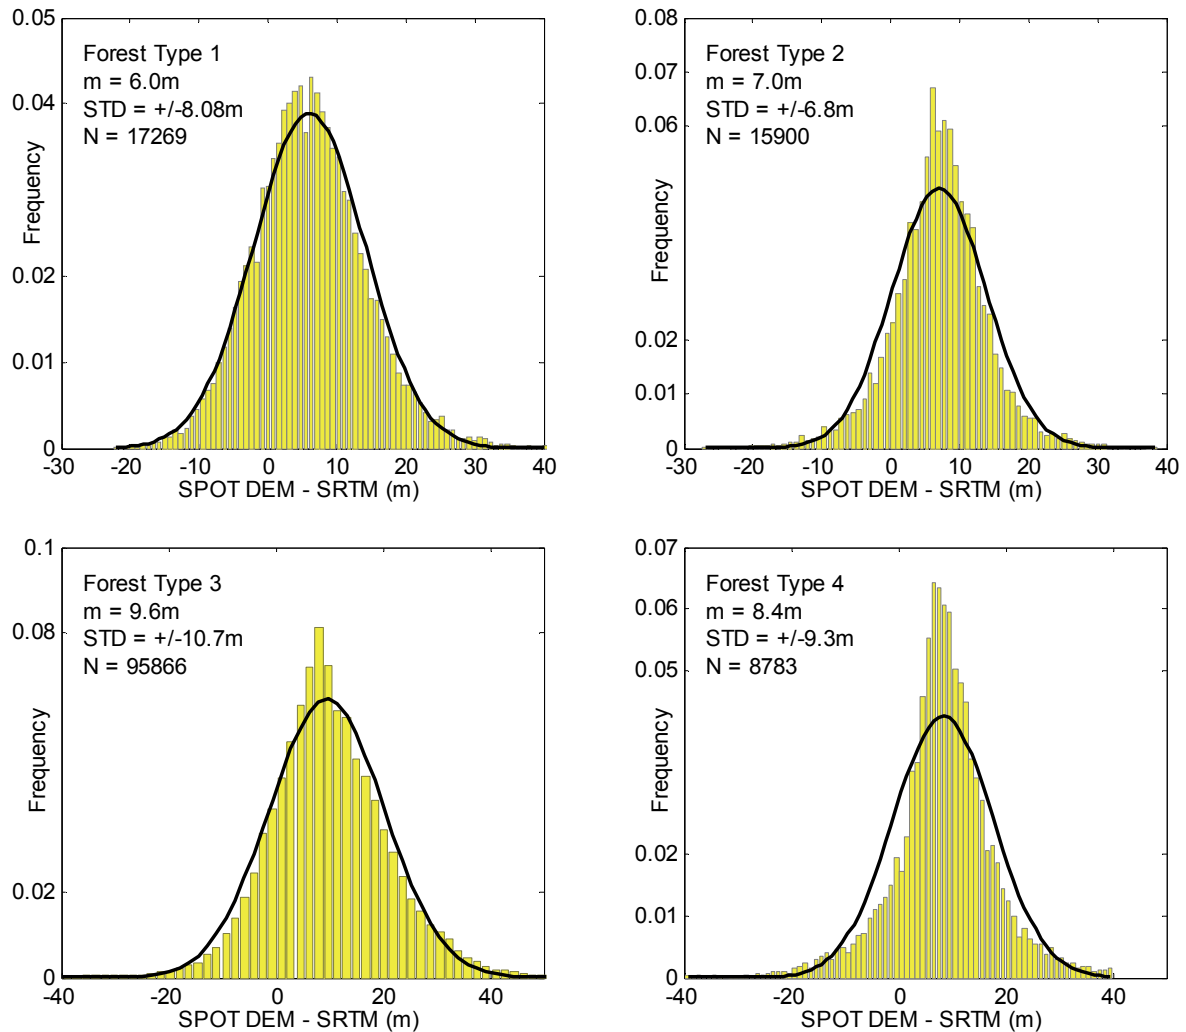 0.05
0.04
0.02
0.01
0
Frequency
Forest Type 1
m = 6.0m
STD = +/-8.08m
N = 17269
-30 -20 -10 0 10 20 30 40
SPOT DEM - SRTM (m)
0.08
0.07
0.06
0.02
0.01
0
Frequency
Forest Type 2
m = 7.0m
STD = +/-6.8m
N = 15900
-30 -20 -10 0 10 20 30 40
SPOT DEM - SRTM (m)
0.1
0.08
0.02
0
Frequency
Forest Type 3
m = 9.6m
STD = +/-10.7m
N = 95866
-40 -20 0 20 40
SPOT DEM - SRTM (m)
0.07
0.06
0.05
0.02
0.01
0
Frequency
Forest Type 4
m = 8.4m
STD = +/-9.3m
N = 8783
-40 -20 0 20 40
SPOT DEM - SRTM (m)